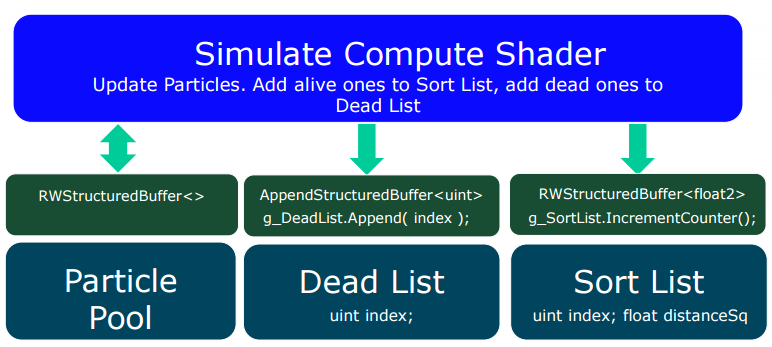 Simulate Compute Shader
Update Particles. Add alive ones to Sort List, add dead ones to
Dead List
RWStructuredBuffer<>
AppendStructuredBuffer<uint>
g_DeadList.Append( index );
RWStructuredBuffer<float2>
g_SortList.IncrementCounter();
Particle
Pool
Dead List
uint index;
Sort List
uint index; float distanceSq